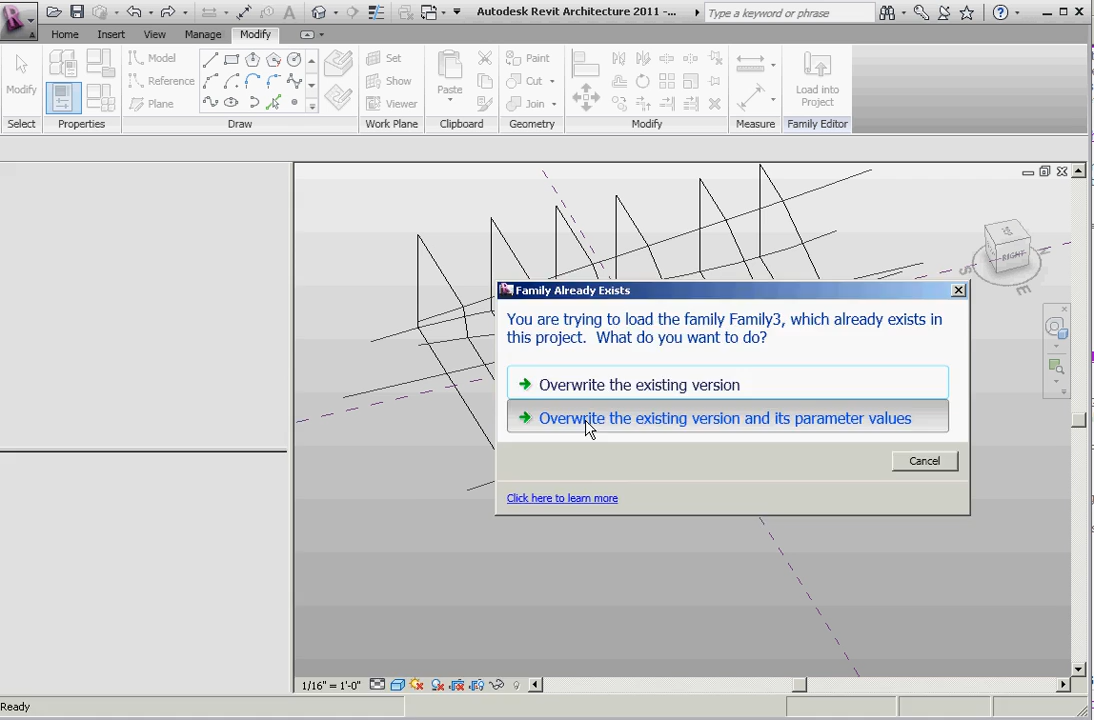 Autodesk Revit Architecture 2011 -...
Type a keyword or phrase
Home
Insert
View
Manage
Modify
Modify
Select
Properties
Model
Reference
Plane
Draw
Set
Show
Viewer
Work Plane
Paste
Clipboard
Paint
Cut
Join
Geometry
Modify
Measure
Load into
Project
Family Editor
RIGHT
S
E
N
Family Already Exists
You are trying to load the family Family3, which already exists in
this project. What do you want to do?
Overwrite the existing version
Overwrite the existing version and its parameter values
Cancel
Click here to learn more
1/16" = 1'-0"
Ready